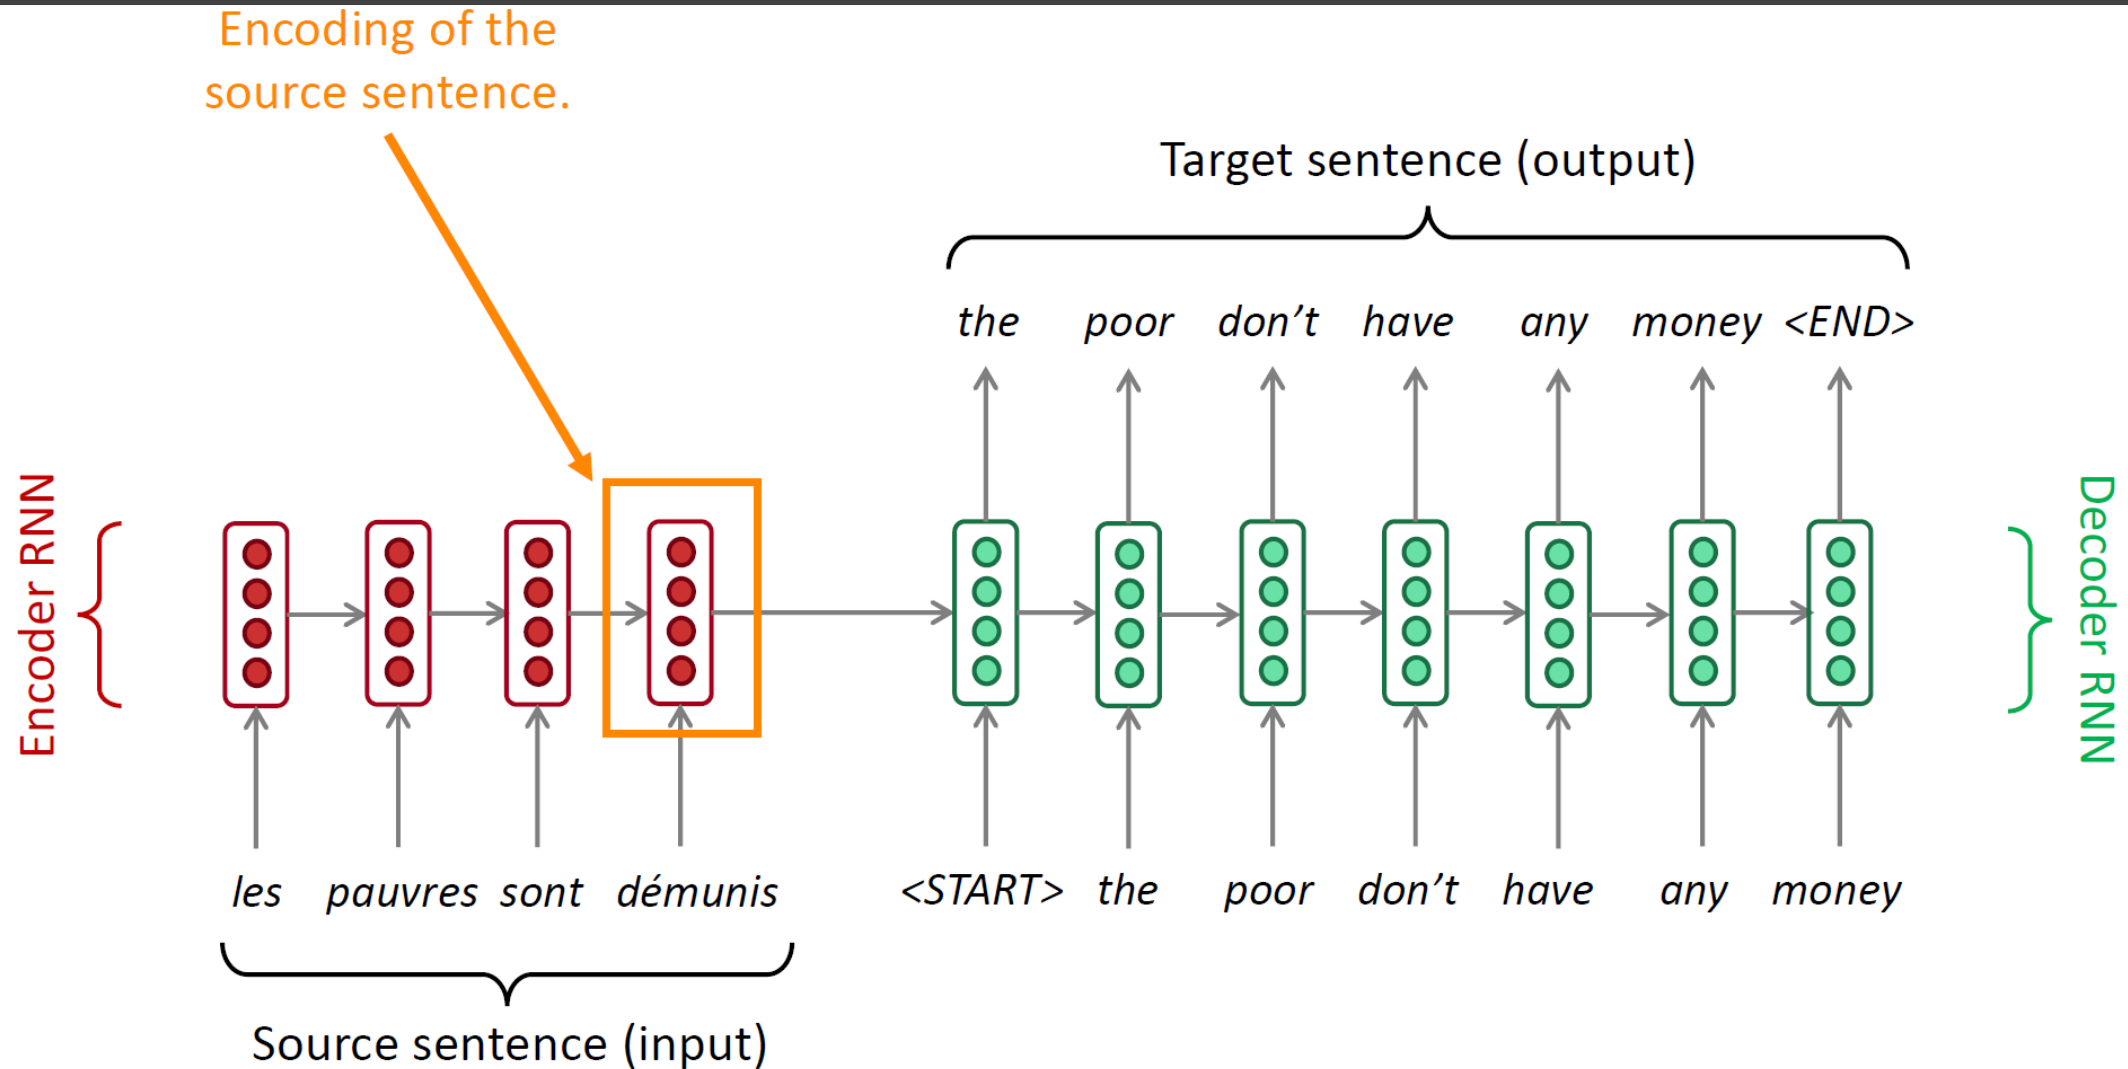 Encoding of the
source sentence.
Target sentence (output)
the poor don't have any money <END>
Encoder RNN
Decoder RNN
les pauvres sont démunis <START> the poor don't have any money
Source sentence (input)